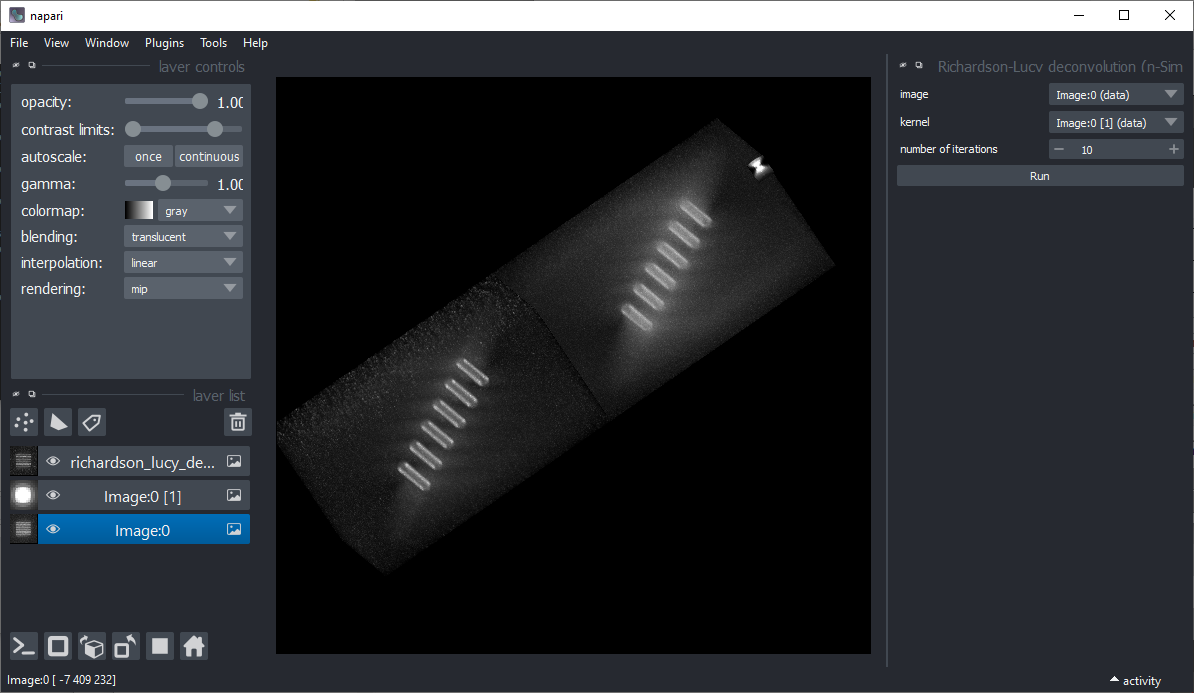 napari
File View Window Plugins Tools Help
layer controls
opacity: 1.00
contrast limits:
autoscale: once continuous
gamma: 1.00
colormap: gray
blending: translucent
interpolation: linear
rendering: mip
layer list
richardson_lucy_de...
Image:0 [1]
Image:0
Richardson-Lucy deconvolution (n-Sim
image Image:0 (data)
kernel Image:0 [1] (data)
number of iterations − 10 +
Run
Image:0 [ -7 409 232]
activity